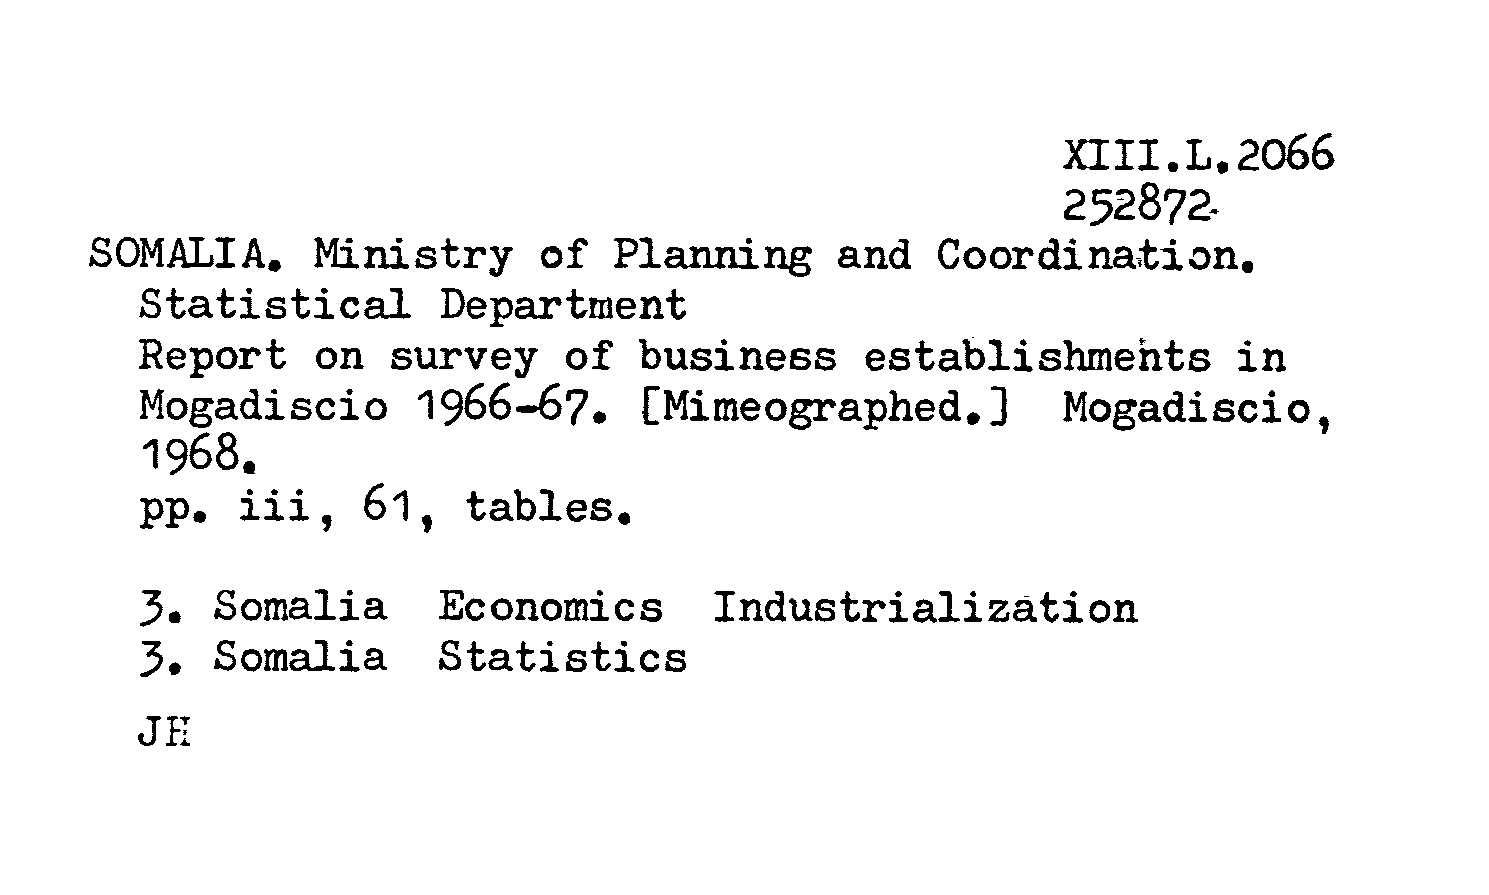 XIII.L.2066
252872
SOMALIA. Ministry of Planning and Coordination.
Statistical Department
Report on survey of business establishments in
Mogadiscio 1966-67. [Mimeographed.] Mogadiscio,
1968.
pp. iii, 61, tables.
3. Somalia Economics Industrialization
3. Somalia Statistics
JH